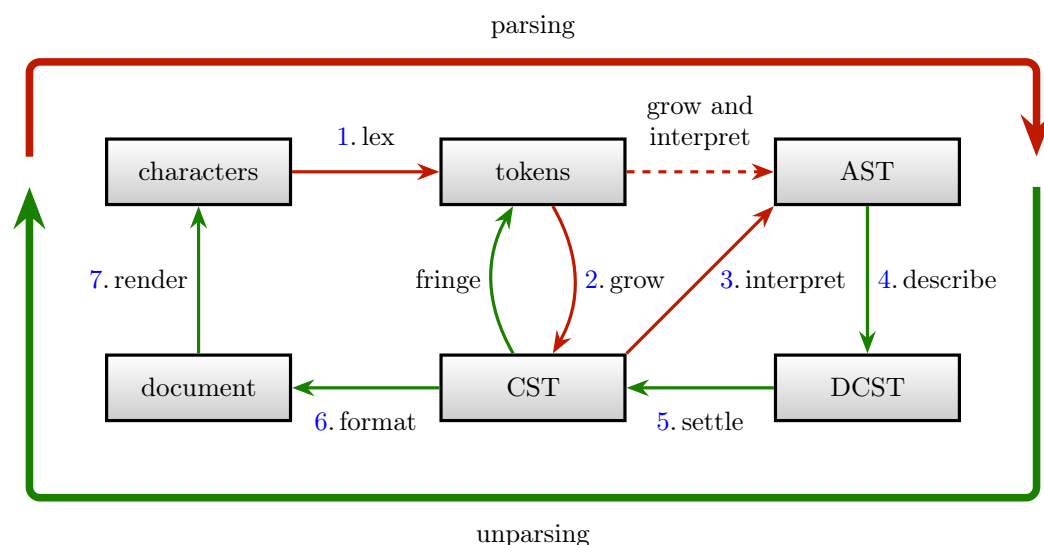 parsing
grow and
interpret
1. lex
characters
tokens
AST
7. render
fringe
2. grow
3. interpret
4. describe
document
CST
DCST
6. format
5. settle
unparsing